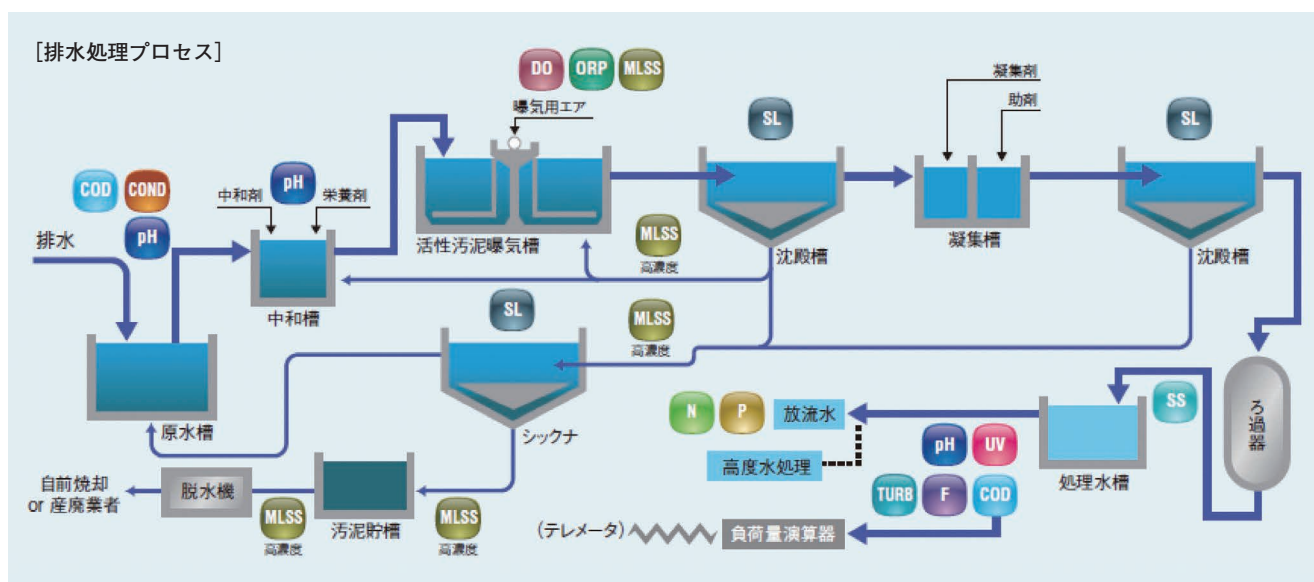 [排水処理プロセス]
DO ORP MLSS
曝気用エア
凝集剤
助剤
SL
SL
COD COND
pH
排水
中和剤
pH
栄養剤
活性汚泥曝気槽
MLSS
高濃度
沈殿槽
凝集槽
沈殿槽
中和槽
SL
MLSS
高濃度
原水槽
シックナ
N P 放流水
SS
ろ過器
高度水処理
pH UV
処理水槽
自前焼却
or 産廃業者
脱水機
MLSS
高濃度
汚泥貯槽
MLSS
高濃度
TURB F COD
(テレメータ)
負荷量演算器